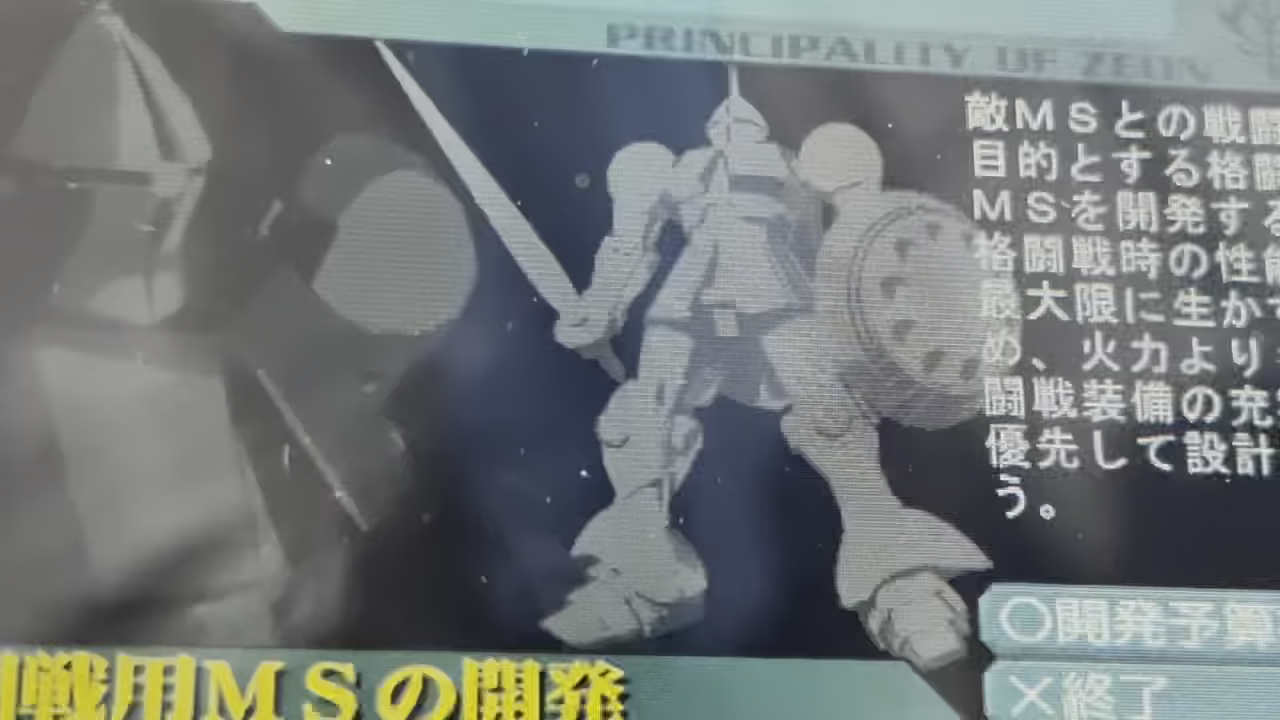 PRINCIPALITY OF ZEON
敵MSとの戦闘
目的とする格闘
MSを開発する
格闘戦時の性能
最大限に生かす
め、火力より
闘戦装備の充
優先して設計
う。
○開発予算
×終了
戦用MSの開発